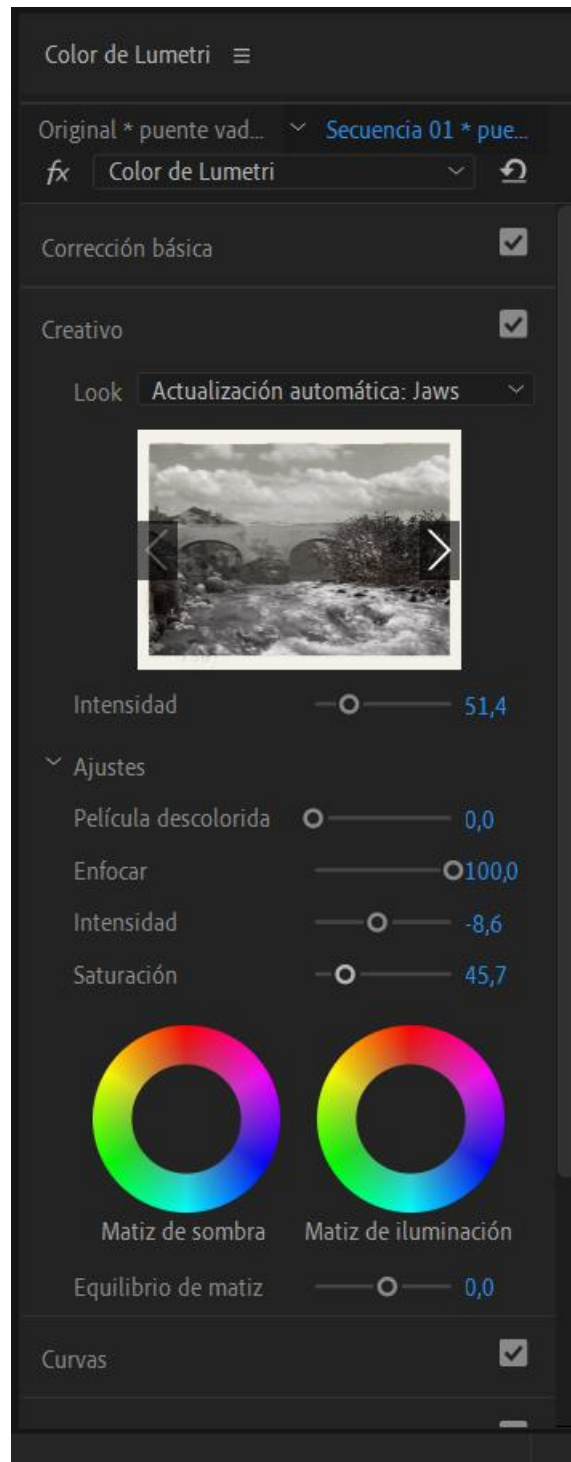 Color de Lumetri
Original * puente vad... Secuencia 01 * pue...
fx Color de Lumetri
Corrección básica
Creativo
Look Actualización automática: Jaws
Intensidad 51,4
Ajustes
Película descolorida 0,0
Enfocar 100,0
Intensidad -8,6
Saturación 45,7
Matiz de sombra Matiz de iluminación
Equilibrio de matiz 0,0
Curvas